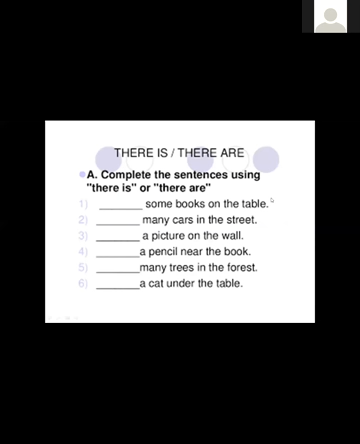 THERE IS / THERE ARE
A. Complete the sentences using
"there is" or "there are"
1) _______ some books on the table.
2) _______ many cars in the street.
3) _______ a picture on the wall.
4) _______a pencil near the book.
5) _______many trees in the forest.
6) _______a cat under the table.